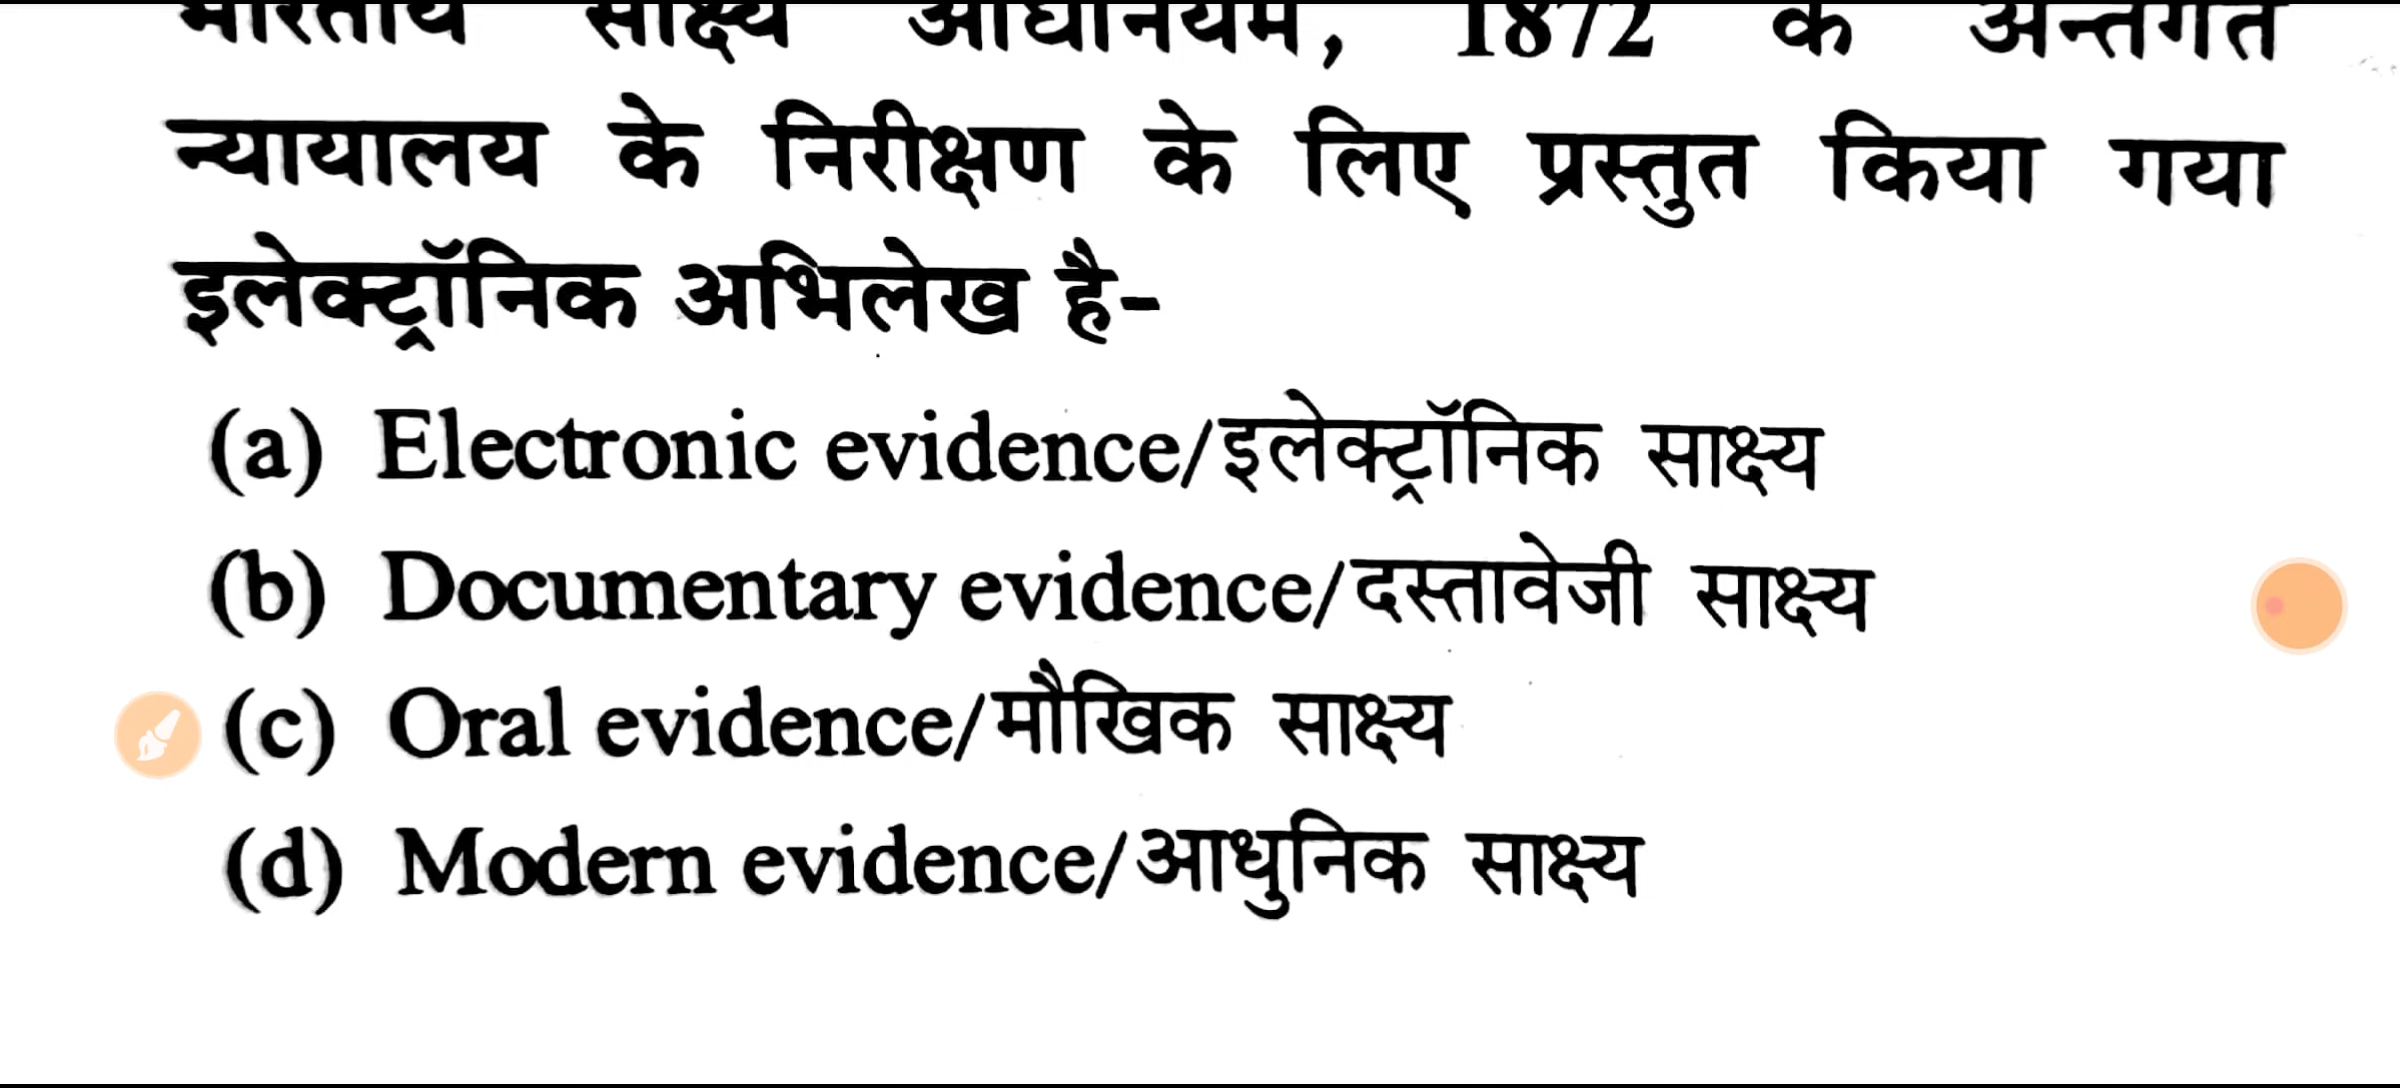 भारतीय साक्ष्य अधिनियम, 1872 के अन्तर्गत
न्यायालय के निरीक्षण के लिए प्रस्तुत किया गया
इलेक्ट्रॉनिक अभिलेख है-
(a) Electronic evidence/इलेक्ट्रॉनिक साक्ष्य
(b) Documentary evidence/दस्तावेजी साक्ष्य
(c) Oral evidence/मौखिक साक्ष्य
(d) Modern evidence/आधुनिक साक्ष्य